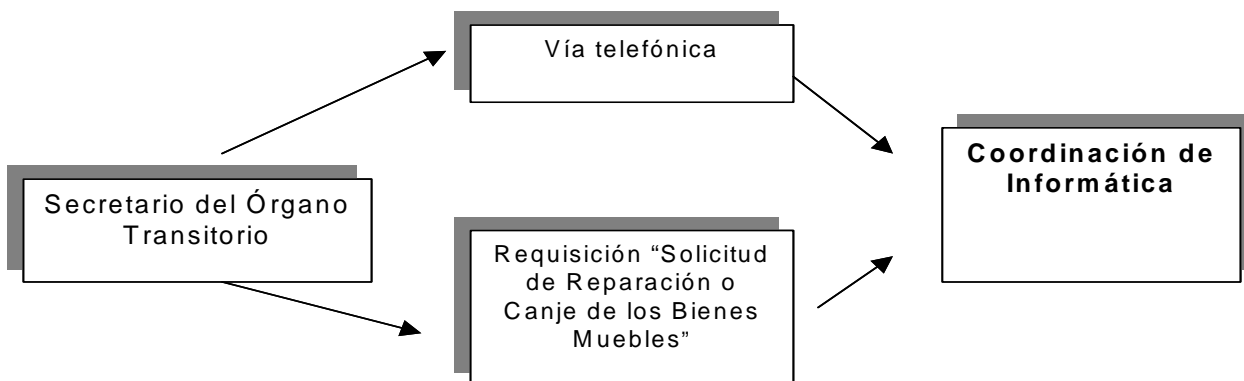 Vía telefónica
Secretario del Órgano
Transitorio
Requisición “Solicitud
de Reparación o
Canje de los Bienes
Muebles”
Coordinación de
Informática